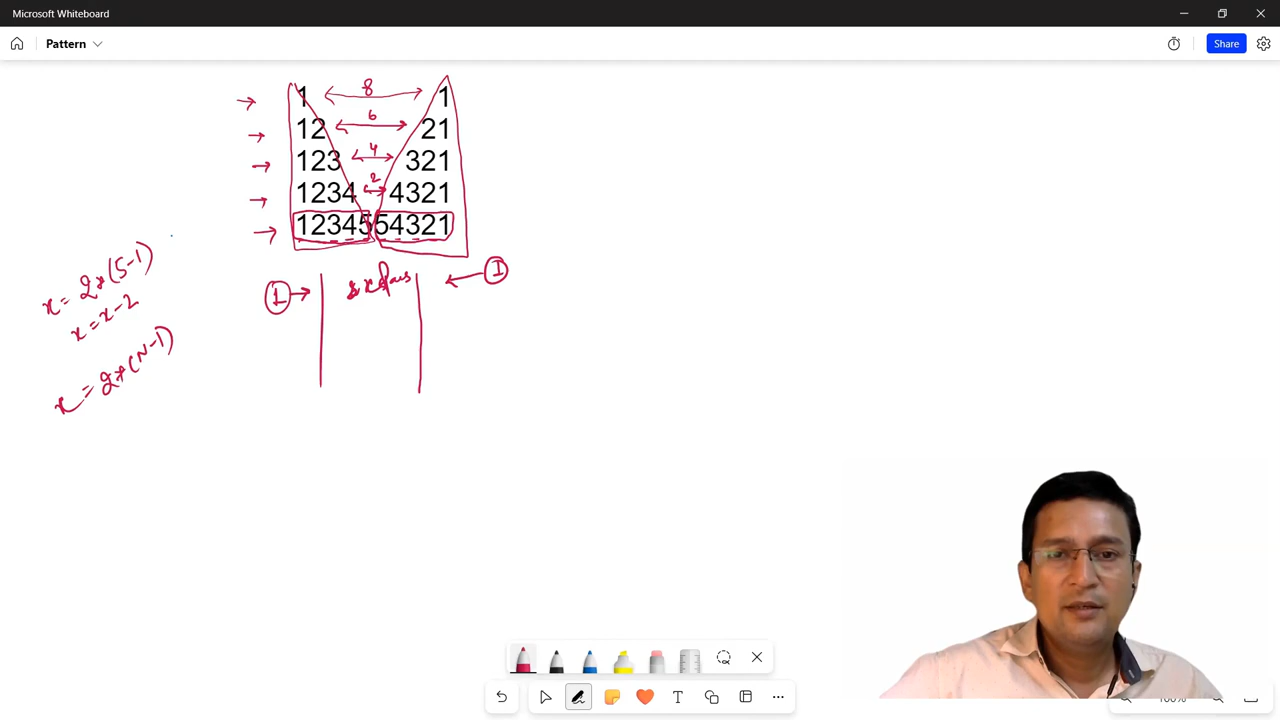 Microsoft Whiteboard
Pattern
Share
1 8 1
12 6 21
123 4 321
1234 2 4321
1234554321
1
1
x = 2*(5-1)
x = x-2
x = 2*(N-1)
100%